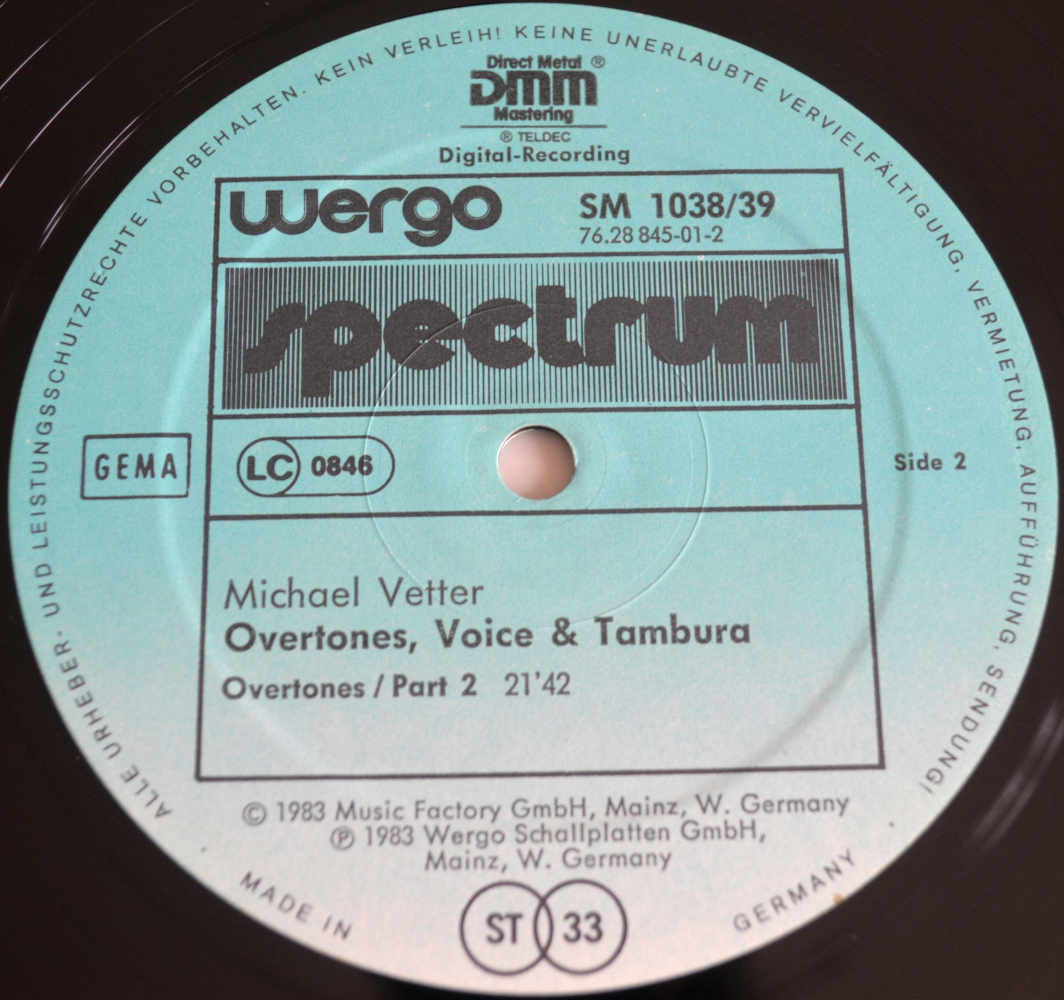 ALLE URHEBER- UND LEISTUNGSSCHUTZRECHTE VORBEHALTEN. KEIN VERLEIH! KEINE UNERLAUBTE VERVIELFÄLTIGUNG, VERMIETUNG, AUFFÜHRUNG, SENDUNG!
Direct Metal ®
DMM
Mastering
® TELDEC
Digital-Recording
wergo
SM 1038/39
76.28 845-01-2
spectrum
GEMA
LC 0846
Side 2
Michael Vetter
Overtones, Voice & Tambura
Overtones / Part 2 21'42
© 1983 Music Factory GmbH, Mainz, W. Germany
℗ 1983 Wergo Schallplatten GmbH,
Mainz, W. Germany
ST 33
MADE IN GERMANY